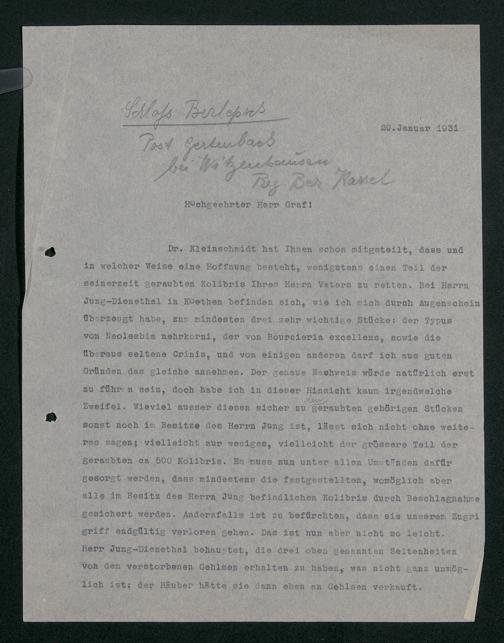 Schloss Berlepsch
Post Gertenbach
bei Witzenhausen
Reg Bez. Kassel
29.Januar 1931
Hochgeehrter Herr Graf!
Dr. Kleinschmidt hat Ihnen schon mitgeteilt, dass und
in welcher Weise eine Hoffnung besteht, wenigstens einen Teil der
seinerzeit geraubten Kolibris Ihres Herrn Vaters zu retten. Bei Herrn
Jung-Dienethal in Koethen befinden sich, wie ich mich durch Augenschein
überzeugt habe, zum mindesten drei sehr wichtige Stücke: der Typus
von Neolesbia nehrkorni, der von Bourcieria excellens, sowie die
überaus seltene Crinis, und von einigen anderen darf ich aus guten
Gründen das gleiche annehmen. Der genaue Nachweis würde natürlich erst
zu führen sein, doch habe ich in dieser Hinsicht kaum irgendwelche
Zweifel. Wieviel ausser diesen sicher zu den geraubten gehörigen Stücken
sonst noch im Besitze des Herrn Jung ist, lässt sich nicht ohne weite-
res sagen; vielleicht nur weniges, vielleicht der grössere Teil der
geraubten ca 500 Kolibris. Es muss nun unter allen Umständen dafür
gesorgt werden, dass mindestens die festgestellten, womöglich aber
alle im Besitz des Herrn Jung befindlichen Kolibris durch Beschlagnahme
gesichert werden. Andernfalls ist zu befürchten, dass sie unserem Zugri
griff endgültig verloren gehen. Das ist nun aber nicht so leicht.
Herr Jung-Dienethal behauptet, die drei oben genannten Seltenheiten
von dem verstorbenen Gehlsen erhalten zu haben, was nicht ganz unmög-
lich ist; der Räuber hätte sie dann eben an Gehlsen verkauft.